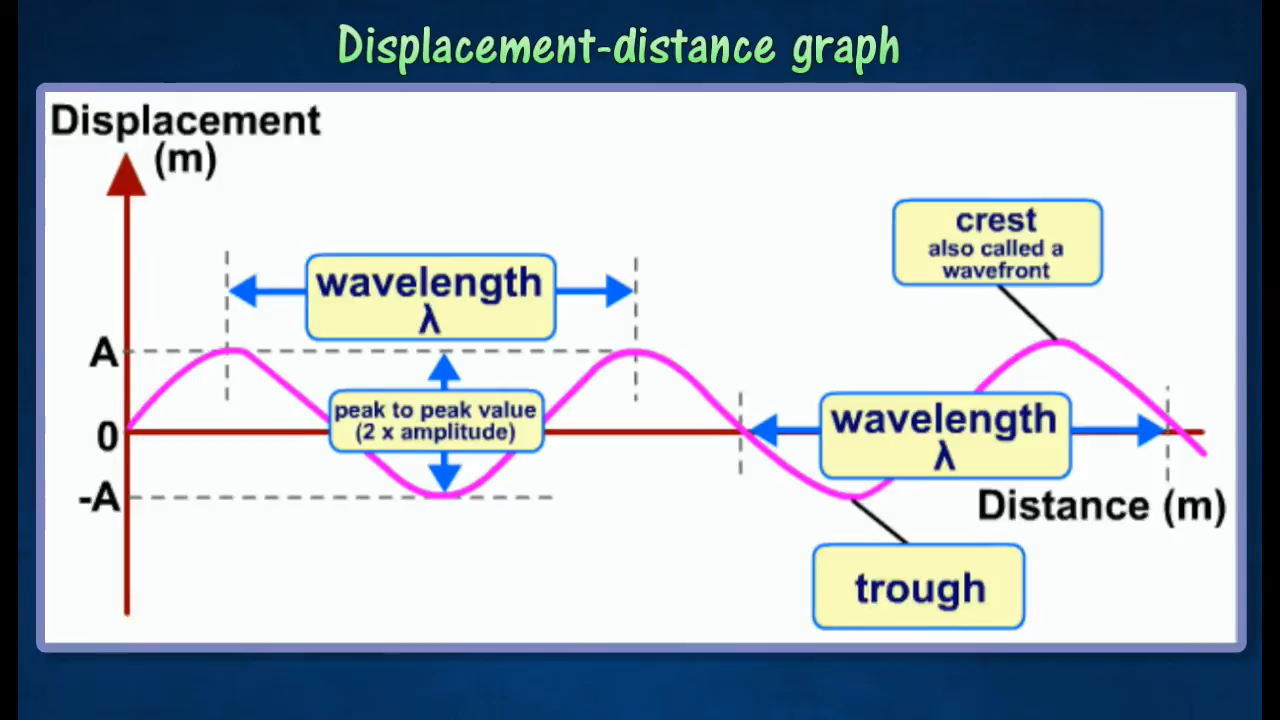 Displacement-distance graph
Displacement
(m)
wavelength
λ
crest
also called a
wavefront
A
peak to peak value
(2 x amplitude)
0
wavelength
λ
-A
Distance (m)
trough